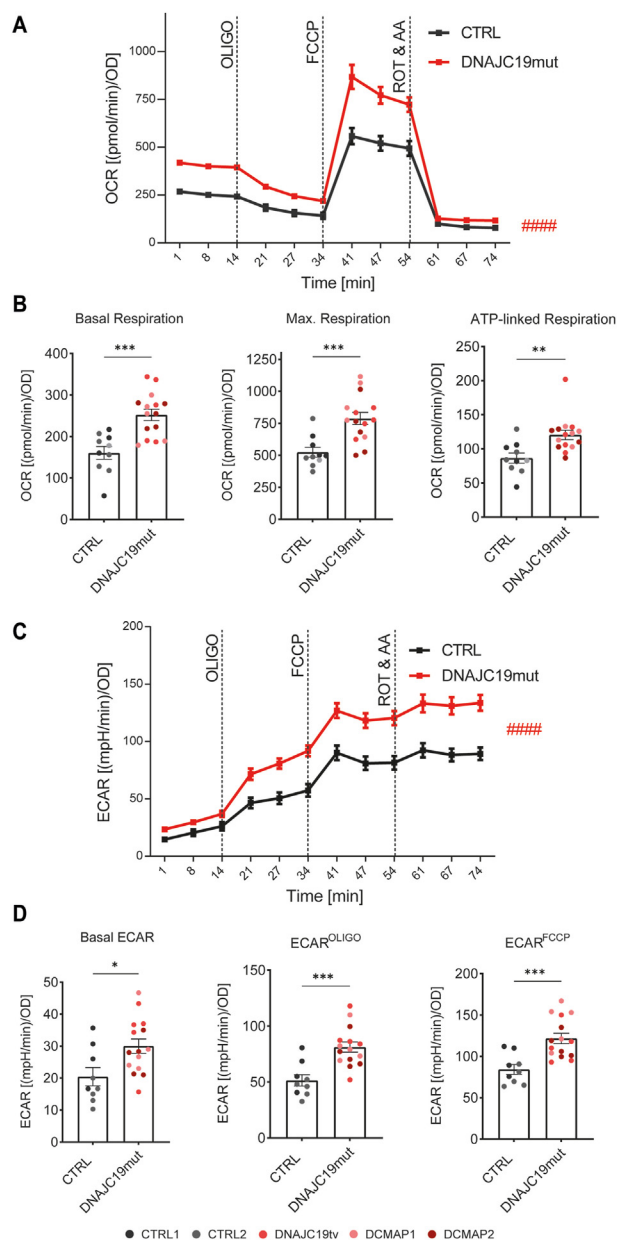 A
CTRL
DNAJC19mut
OLIGO
FCCP
ROT & AA
OCR [(pmol/min)/OD]
1000
750
500
250
0
1 8 14 21 27 34 41 47 54 61 67 74
Time [min]
####
B
Basal Respiration
Max. Respiration
ATP-linked Respiration
***
***
**
OCR [(pmol/min)/OD]
400
300
200
100
0
CTRL
DNAJC19mut
OCR [(pmol/min)/OD]
1250
1000
750
500
250
0
CTRL
DNAJC19mut
OCR [(pmol/min)/OD]
250
200
150
100
50
0
CTRL
DNAJC19mut
C
CTRL
DNAJC19mut
OLIGO
FCCP
ROT & AA
ECAR [(mpH/min)/OD]
200
150
100
50
0
1 8 14 21 27 34 41 47 54 61 67 74
Time [min]
####
D
Basal ECAR
ECAR^OLIGO
ECAR^FCCP
*
***
***
ECAR [(mpH/min)/OD]
50
40
30
20
10
0
CTRL
DNAJC19mut
ECAR [(mpH/min)/OD]
150
100
50
0
CTRL
DNAJC19mut
ECAR [(mpH/min)/OD]
200
150
100
50
0
CTRL
DNAJC19mut
CTRL1 CTRL2 DNAJC19tv DCMAP1 DCMAP2